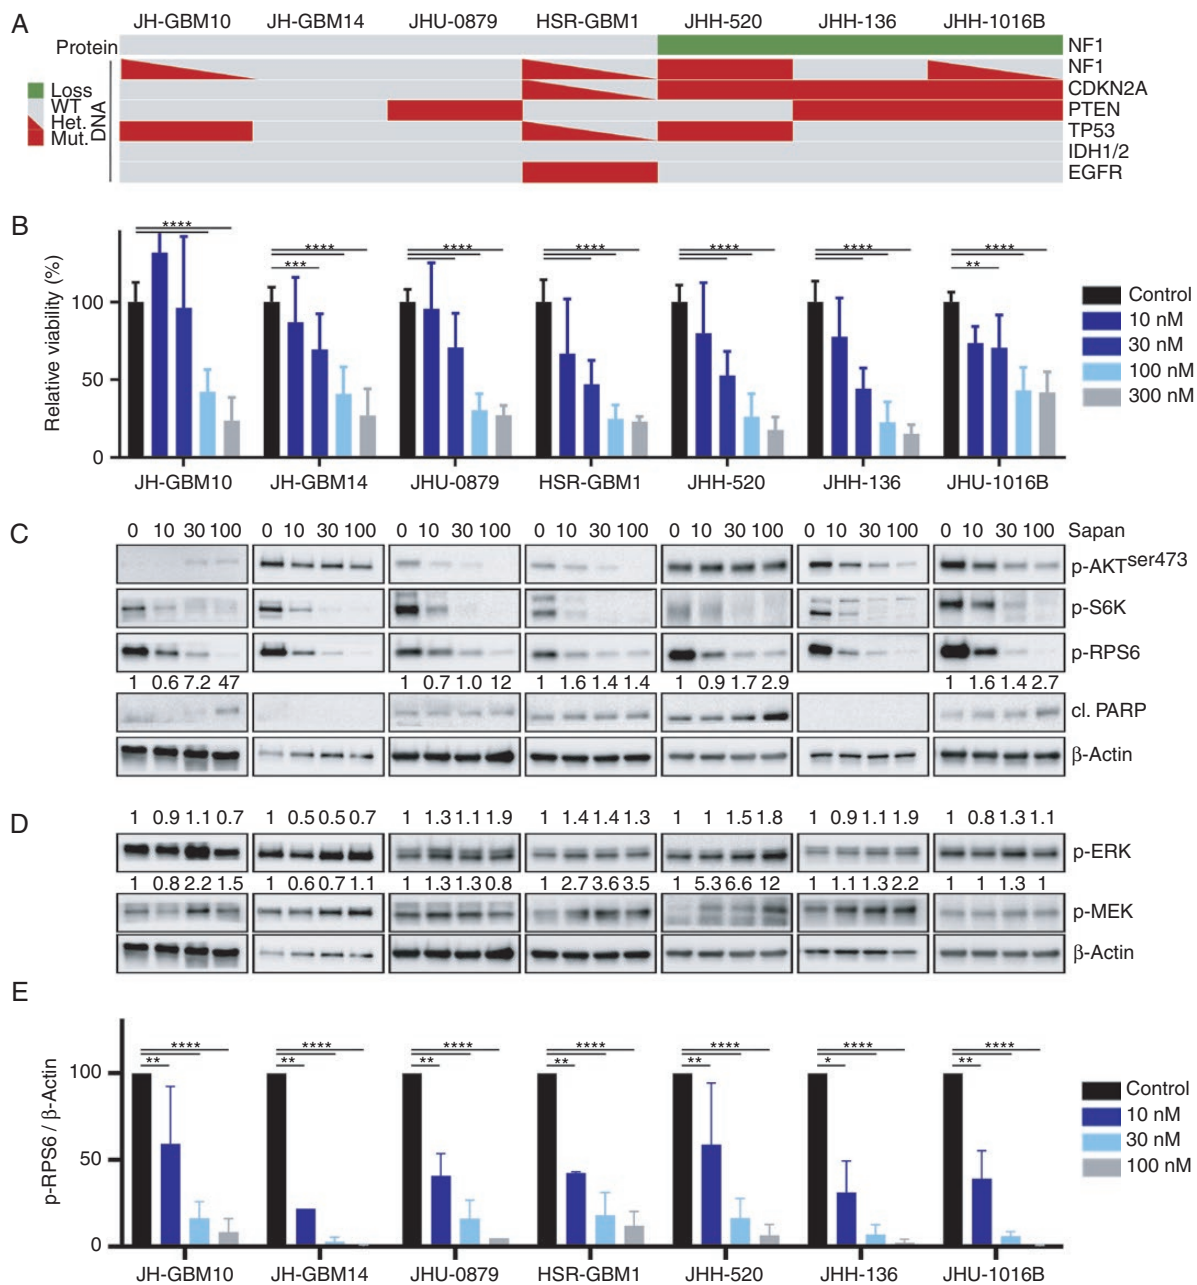 A
JH-GBM10 JH-GBM14 JHU-0879 HSR-GBM1 JHH-520 JHH-136 JHH-1016B
Protein NF1
NF1
Loss CDKN2A
WT PTEN
Het. TP53
Mut. IDH1/2
DNA EGFR
B
Relative viability (%)
100
50
0
**** *** **** **** **** **** **** ** ****
Control
10 nM
30 nM
100 nM
300 nM
JH-GBM10 JH-GBM14 JHU-0879 HSR-GBM1 JHH-520 JHH-136 JHU-1016B
C
0 10 30 100 0 10 30 100 0 10 30 100 0 10 30 100 0 10 30 100 0 10 30 100 0 10 30 100 Sapan
p-AKTser473
p-S6K
p-RPS6
1 0.6 7.2 47 1 0.7 1.0 12 1 1.6 1.4 1.4 1 0.9 1.7 2.9 1 1.6 1.4 2.7
cl. PARP
β-Actin
D
1 0.9 1.1 0.7 1 0.5 0.5 0.7 1 1.3 1.1 1.9 1 1.4 1.4 1.3 1 1 1.5 1.8 1 0.9 1.1 1.9 1 0.8 1.3 1.1
p-ERK
1 0.8 2.2 1.5 1 0.6 0.7 1.1 1 1.3 1.3 0.8 1 2.7 3.6 3.5 1 5.3 6.6 12 1 1.1 1.3 2.2 1 1 1.3 1
p-MEK
β-Actin
E
p-RPS6 / β-Actin
100
50
0
**** **** **** **** **** **** ****
** ** ** ** ** * **
Control
10 nM
30 nM
100 nM
JH-GBM10 JH-GBM14 JHU-0879 HSR-GBM1 JHH-520 JHH-136 JHU-1016B